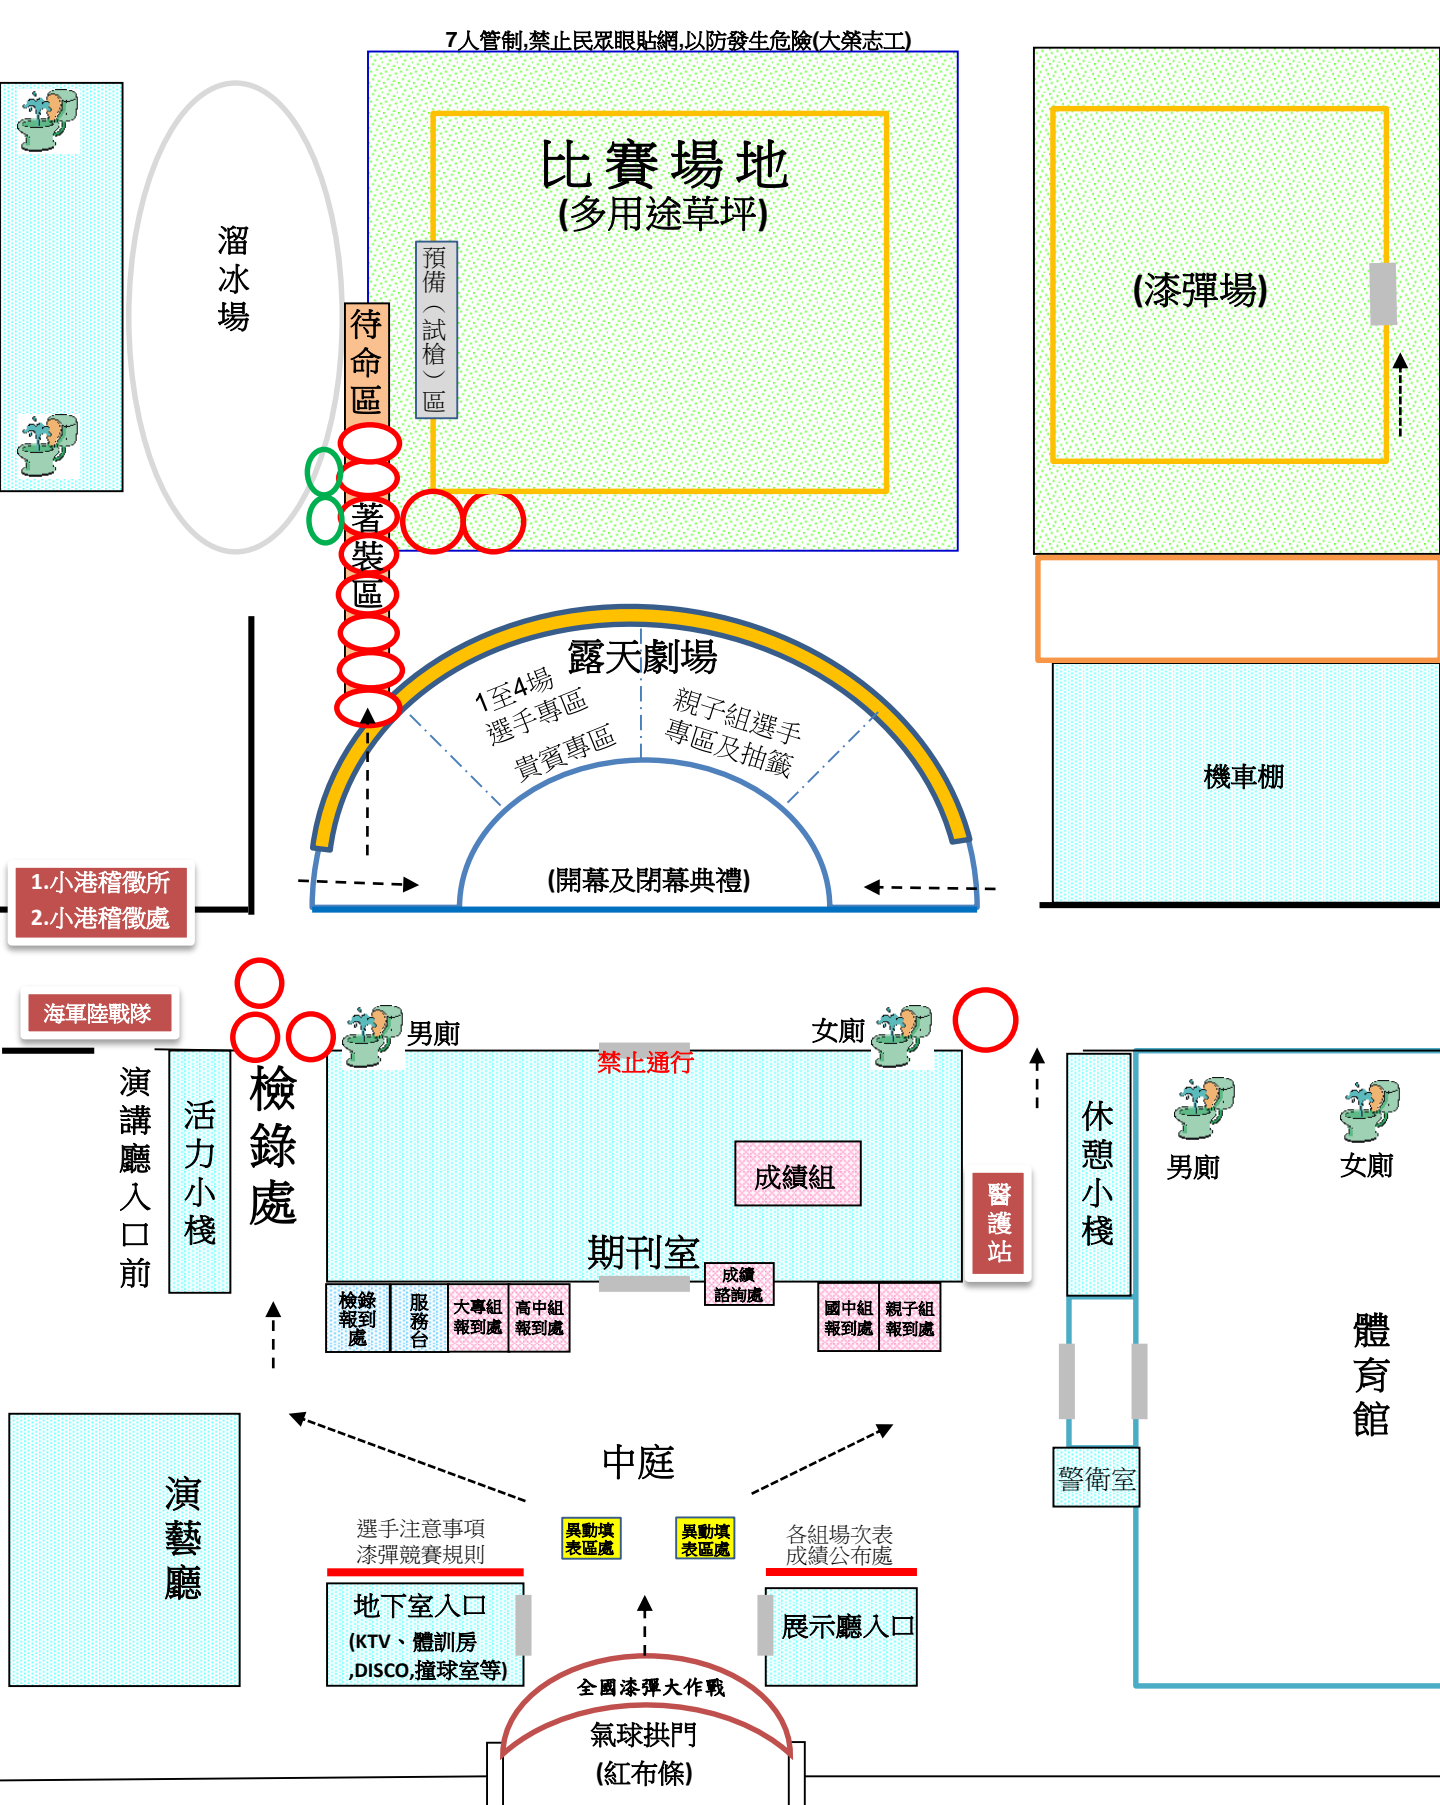 7人管制,禁止民眾眼貼網,以防發生危險(大榮志工)
比賽場地
(多用途草坪)
溜冰場
預備（試槍）區
待命區
(漆彈場)
著裝區
露天劇場
1至4場
選手專區
貴賓專區
親子組選手
專區及抽籤
機車棚
(開幕及閉幕典禮)
1.小港稽徵所
2.小港稽徵處
海軍陸戰隊
男廁
女廁
禁止通行
演講廳入口前
活力小棧
檢錄處
成績組
期刊室
醫護站
休憩小棧
男廁
女廁
檢錄
報到
處
服務台
大專組
報到處
高中組
報到處
成績
諮詢處
國中組
報到處
親子組
報到處
體育館
中庭
警衛室
演藝廳
選手注意事項
漆彈競賽規則
異動填
表區處
異動填
表區處
各組場次表
成績公布處
地下室入口
(KTV、體訓房
,DISCO,撞球室等)
展示廳入口
全國漆彈大作戰
氣球拱門
(紅布條)